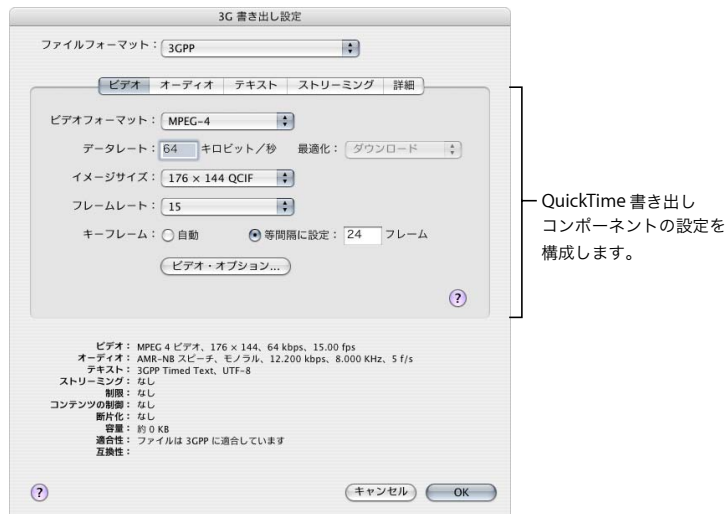 3G 書き出し設定
ファイルフォーマット： 3GPP
ビデオ オーディオ テキスト ストリーミング 詳細
ビデオフォーマット： MPEG-4
データレート： 64 キロビット／秒 最適化： ダウンロード
イメージサイズ： 176 × 144 QCIF
フレームレート： 15
キーフレーム： 自動 等間隔に設定： 24 フレーム
ビデオ・オプション...
?
QuickTime 書き出し
コンポーネントの設定を
構成します。
ビデオ： MPEG 4 ビデオ、176 × 144、64 kbps、15.00 fps
オーディオ： AMR-NB スピーチ、モノラル、12.200 kbps、8.000 KHz、5 f/s
テキスト： 3GPP Timed Text、UTF-8
ストリーミング： なし
制限： なし
コンテンツの制御： なし
断片化： なし
容量： 約 0 KB
適合性： ファイルは 3GPP に適合しています
互換性：
? キャンセル OK